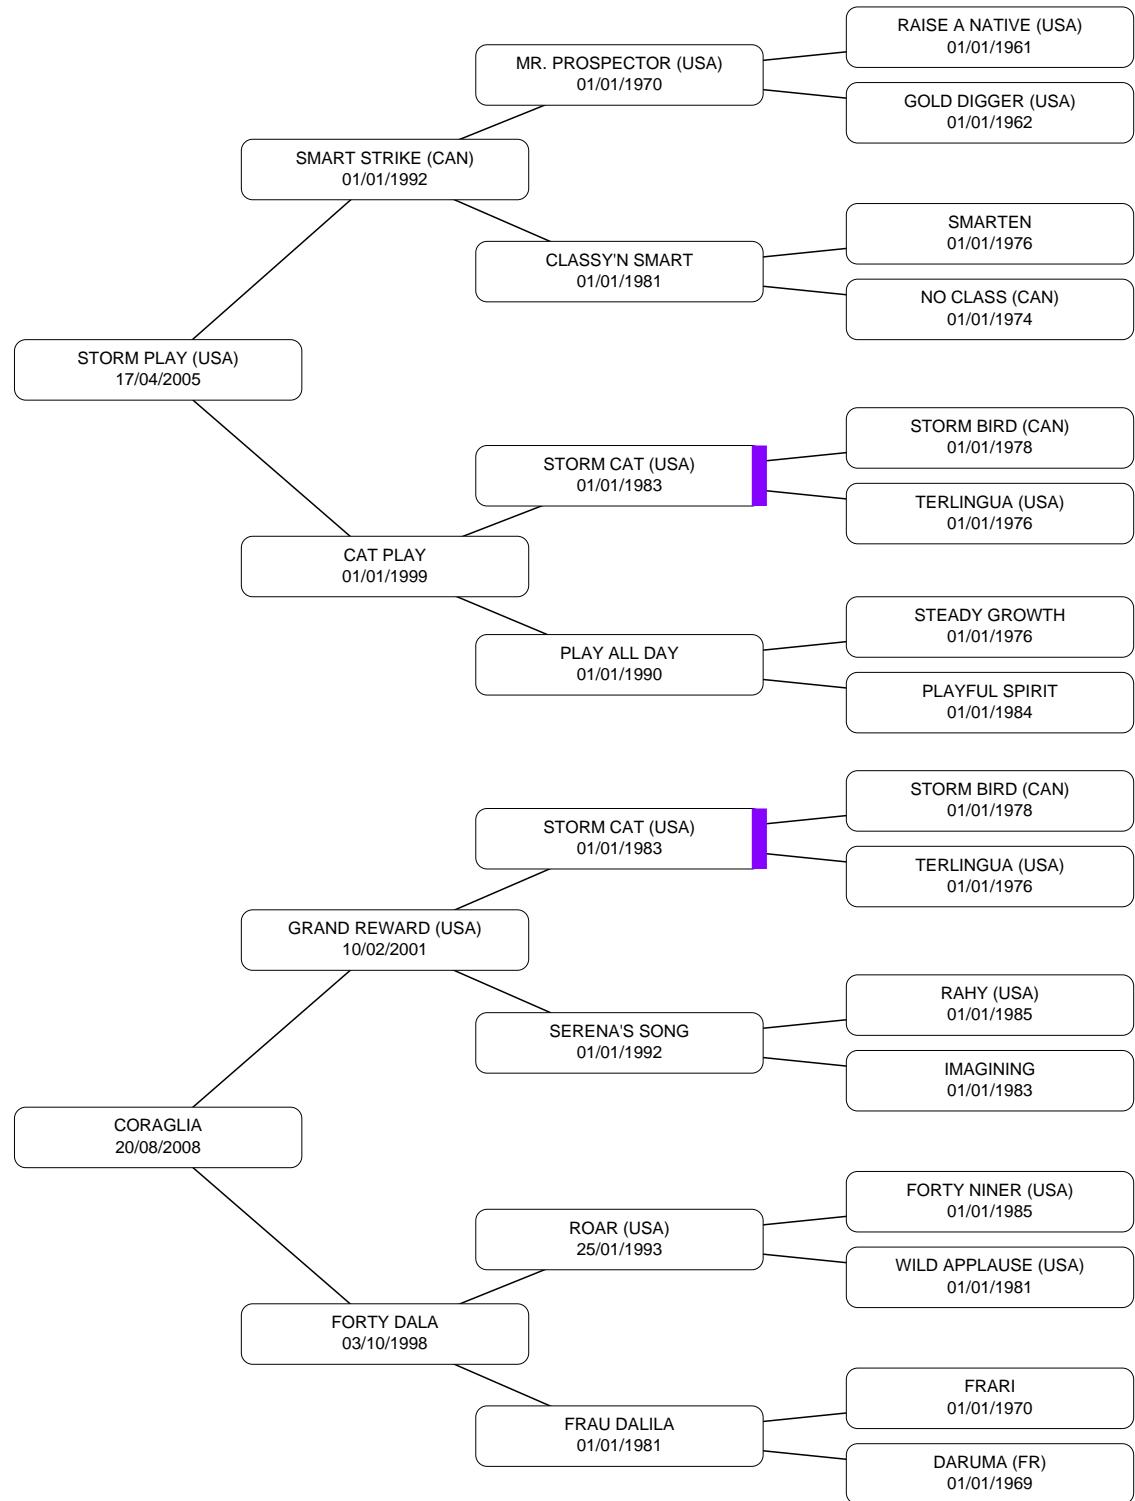 RAISE A NATIVE (USA)
01/01/1961
MR. PROSPECTOR (USA)
01/01/1970
GOLD DIGGER (USA)
01/01/1962
SMART STRIKE (CAN)
01/01/1992
SMARTEN
01/01/1976
CLASSY'N SMART
01/01/1981
NO CLASS (CAN)
01/01/1974
STORM PLAY (USA)
17/04/2005
STORM BIRD (CAN)
01/01/1978
STORM CAT (USA)
01/01/1983
TERLINGUA (USA)
01/01/1976
CAT PLAY
01/01/1999
STEADY GROWTH
01/01/1976
PLAY ALL DAY
01/01/1990
PLAYFUL SPIRIT
01/01/1984
STORM BIRD (CAN)
01/01/1978
STORM CAT (USA)
01/01/1983
TERLINGUA (USA)
01/01/1976
GRAND REWARD (USA)
10/02/2001
RAHY (USA)
01/01/1985
SERENA'S SONG
01/01/1992
IMAGINING
01/01/1983
CORAGLIA
20/08/2008
FORTY NINER (USA)
01/01/1985
ROAR (USA)
25/01/1993
WILD APPLAUSE (USA)
01/01/1981
FORTY DALA
03/10/1998
FRARI
01/01/1970
FRAU DALILA
01/01/1981
DARUMA (FR)
01/01/1969